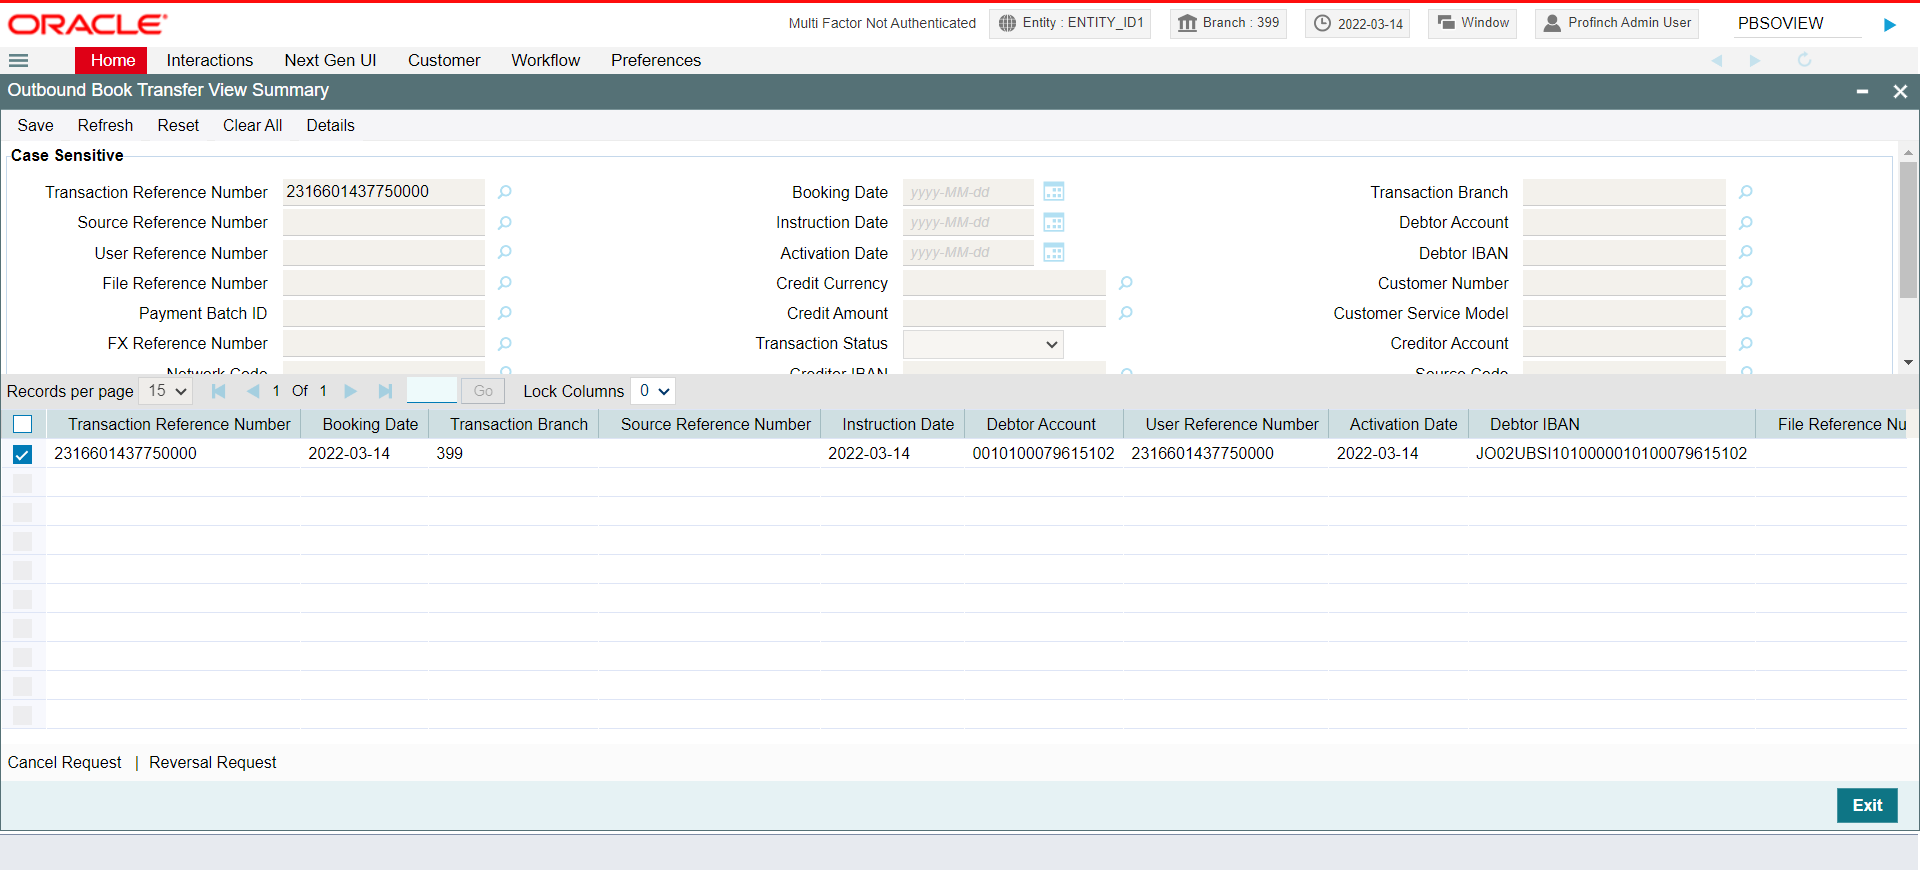 ORACLE
Multi Factor Not Authenticated Entity : ENTITY_ID1 Branch : 399 2022-03-14 Window Profinch Admin User PBSOVIEW
Home Interactions Next Gen UI Customer Workflow Preferences
Outbound Book Transfer View Summary
Save Refresh Reset Clear All Details
Case Sensitive
Transaction Reference Number 2316601437750000 Booking Date yyyy-MM-dd Transaction Branch
Source Reference Number Instruction Date yyyy-MM-dd Debtor Account
User Reference Number Activation Date yyyy-MM-dd Debtor IBAN
File Reference Number Credit Currency Customer Number
Payment Batch ID Credit Amount Customer Service Model
FX Reference Number Transaction Status Creditor Account
Network Code Creditor IBAN Source Code
Records per page 15 1 Of 1 Go Lock Columns 0
Transaction Reference Number Booking Date Transaction Branch Source Reference Number Instruction Date Debtor Account User Reference Number Activation Date Debtor IBAN File Reference Nu
2316601437750000 2022-03-14 399 2022-03-14 0010100079615102 2316601437750000 2022-03-14 JO02UBSI1010000010100079615102
Cancel Request | Reversal Request
Exit